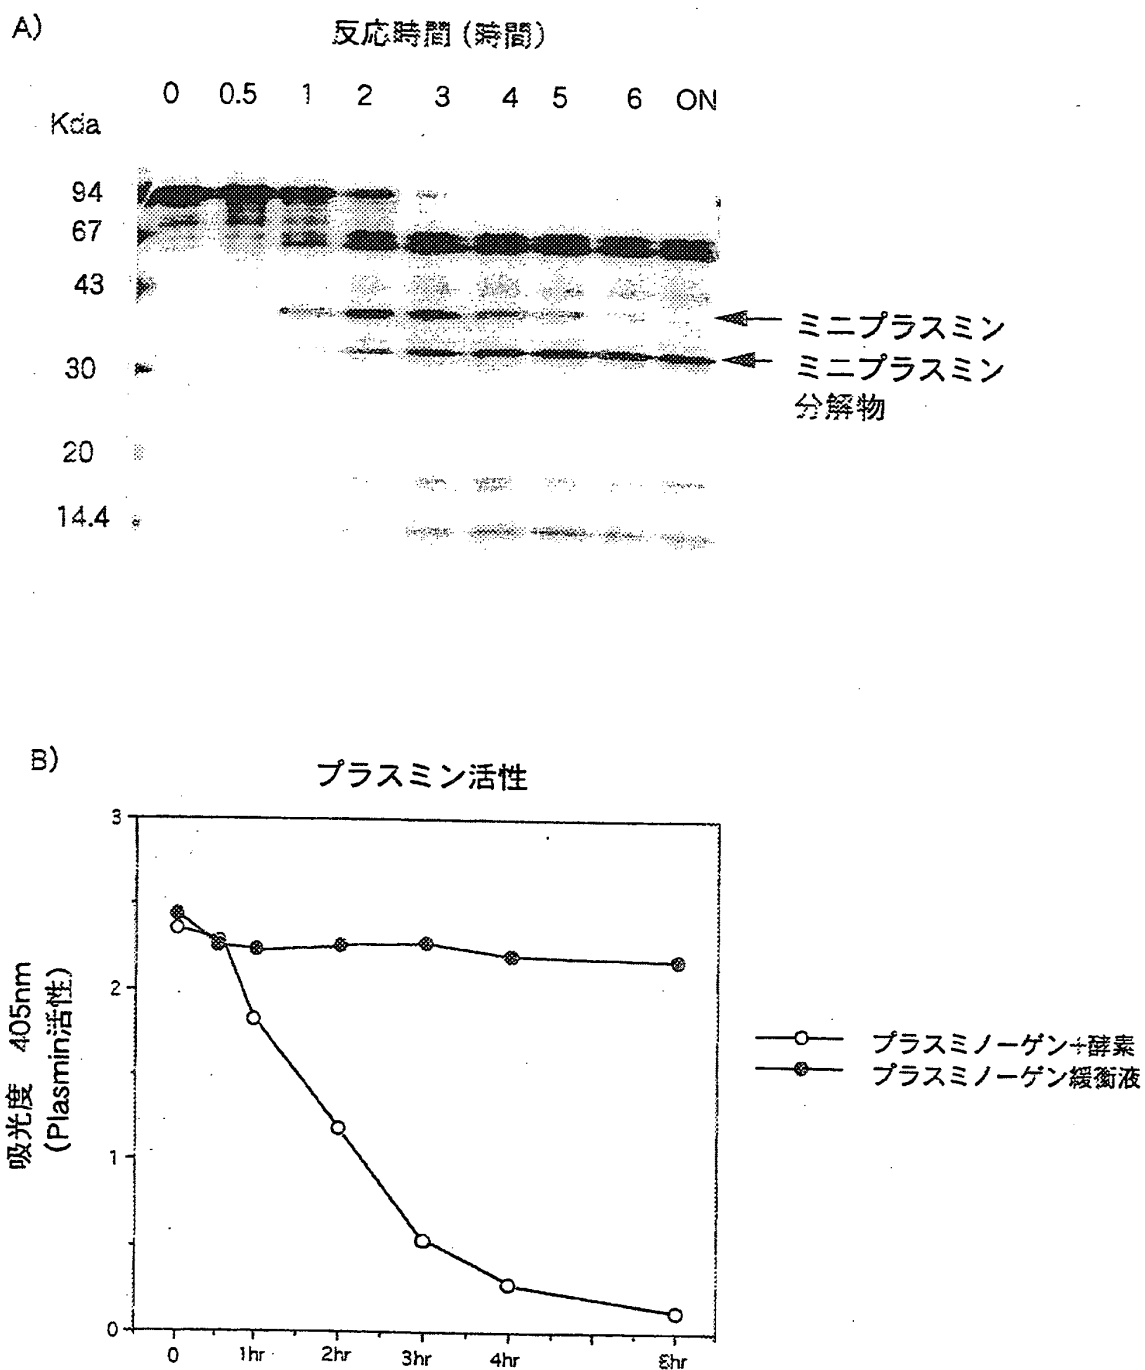 A)
反応時間 (時間)
0 0.5 1 2 3 4 5 6 ON
Kda
94
67
43
ミニプラスミン
30
ミニプラスミン
分解物
20
14.4
B)
プラスミン活性
3
2
1
0
吸光度 405nm
(Plasmin活性)
プラスミノーゲン+酵素
プラスミノーゲン緩衝液
0 1hr 2hr 3hr 4hr